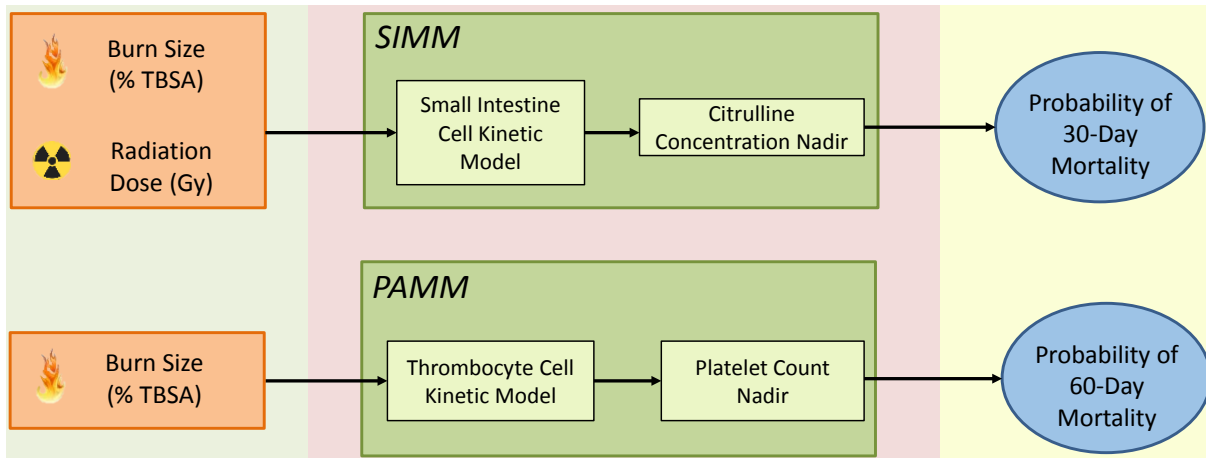 Burn Size
(% TBSA)
Radiation
Dose (Gy)
SIMM
Small Intestine
Cell Kinetic
Model
Citrulline
Concentration Nadir
Probability of
30-Day
Mortality
Burn Size
(% TBSA)
PAMM
Thrombocyte Cell
Kinetic Model
Platelet Count
Nadir
Probability of
60-Day
Mortality